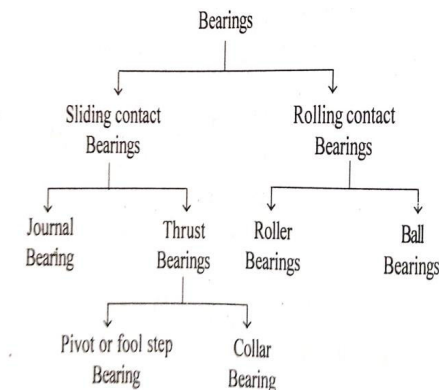 Bearings
Sliding contact
Bearings
Rolling contact
Bearings
Journal
Bearing
Thrust
Bearings
Roller
Bearings
Ball
Bearings
Pivot or fool step
Bearing
Collar
Bearing